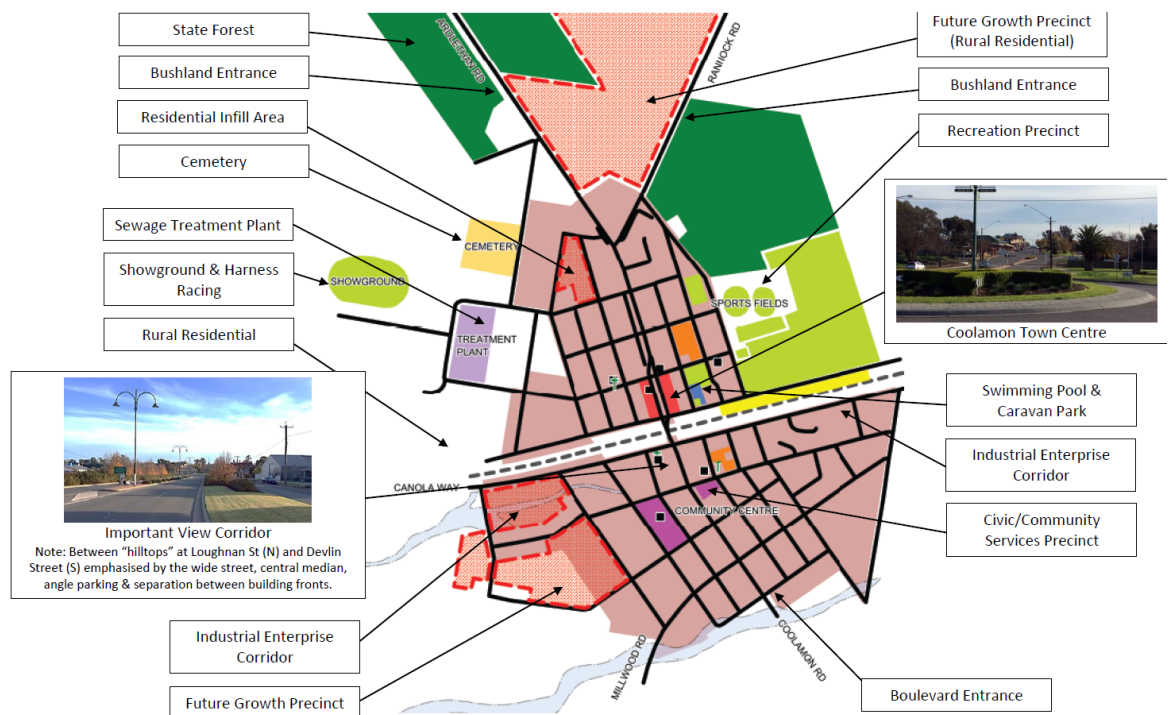 State Forest
Bushland Entrance
Residential Infill Area
Cemetery
Sewage Treatment Plant
Showground & Harness
Racing
Rural Residential
Important View Corridor
Note: Between “hilltops” at Loughnan St (N) and Devlin
Street (S) emphasised by the wide street, central median,
angle parking & separation between building fronts.
Industrial Enterprise
Corridor
Future Growth Precinct
ARDLETHAN RD
RANNOCK RD
CEMETERY
SHOWGROUND
TREATMENT
PLANT
SPORTS FIELDS
CANOLA WAY
COMMUNITY CENTRE
MILLWOOD RD
COOLAMON RD
Future Growth Precinct
(Rural Residential)
Bushland Entrance
Recreation Precinct
Coolamon Town Centre
Swimming Pool &
Caravan Park
Industrial Enterprise
Corridor
Civic/Community
Services Precinct
Boulevard Entrance